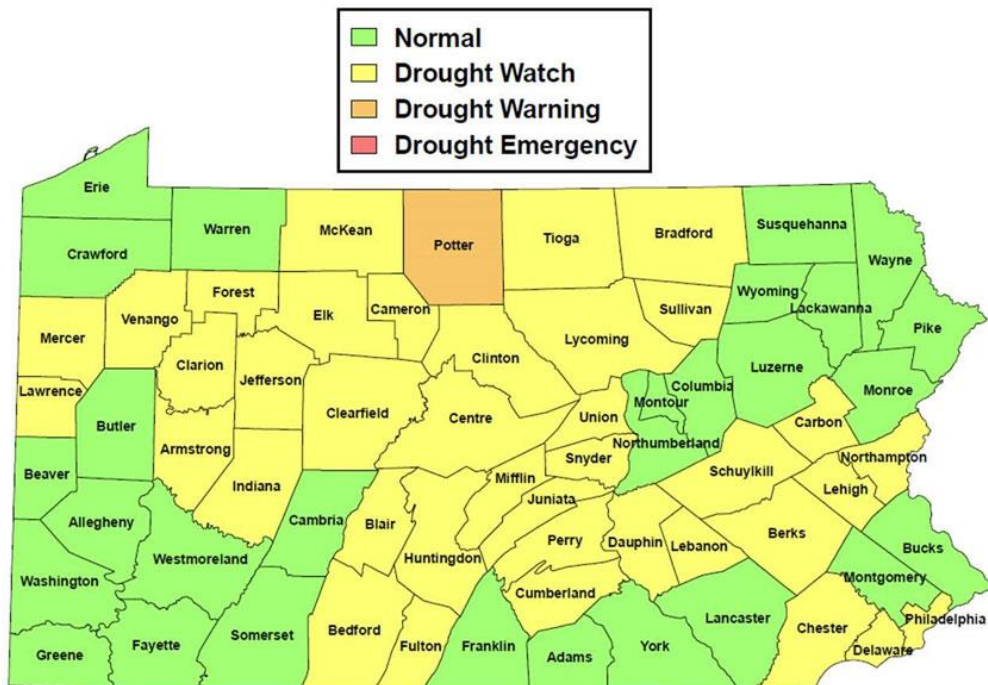 Normal
Drought Watch
Drought Warning
Drought Emergency
Erie
Crawford
Warren
McKean
Potter
Tioga
Bradford
Susquehanna
Wayne
Wyoming
Lackawanna
Pike
Mercer
Venango
Forest
Elk
Cameron
Clinton
Lycoming
Sullivan
Luzerne
Monroe
Lawrence
Butler
Clarion
Jefferson
Clearfield
Centre
Union
Montour
Columbia
Northumberland
Carbon
Northampton
Beaver
Armstrong
Indiana
Mifflin
Snyder
Schuylkill
Lehigh
Allegheny
Westmoreland
Cambria
Blair
Huntingdon
Juniata
Perry
Dauphin
Lebanon
Berks
Bucks
Montgomery
Washington
Cumberland
Greene
Fayette
Somerset
Bedford
Fulton
Franklin
Adams
York
Lancaster
Chester
Delaware
Philadelphia